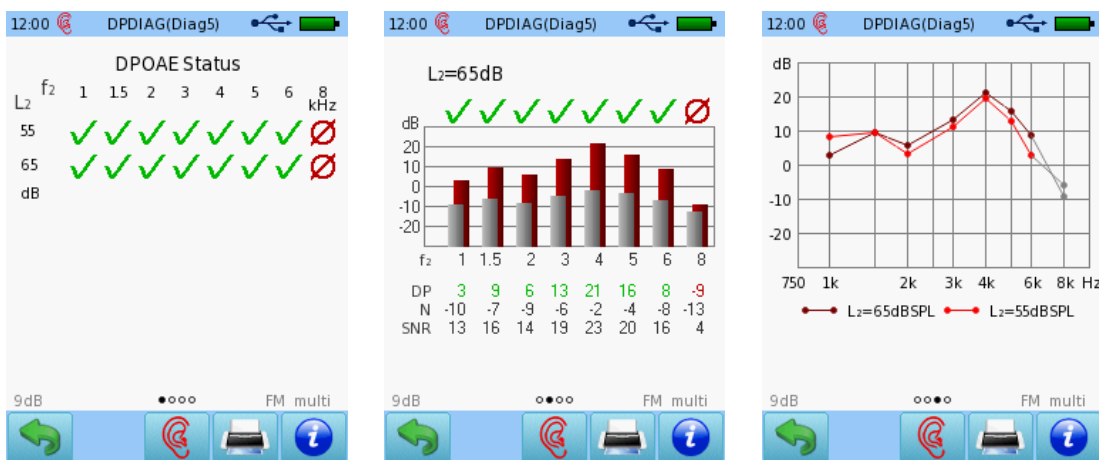 12:00 DPDIAG(Diag5)
DPOAE Status
f2 1 1.5 2 3 4 5 6 8
L2 kHz
55
65
dB
9dB FM multi
12:00 DPDIAG(Diag5)
L2=65dB
dB
20
10
0
-10
-20
f2 1 1.5 2 3 4 5 6 8
DP 3 9 6 13 21 16 8 -9
N -10 -7 -9 -6 -2 -4 -8 -13
SNR 13 16 14 19 23 20 16 4
9dB FM multi
12:00 DPDIAG(Diag5)
dB
20
10
0
-10
-20
750 1k 2k 3k 4k 6k 8k Hz
L2=65dBSPL L2=55dBSPL
9dB FM multi